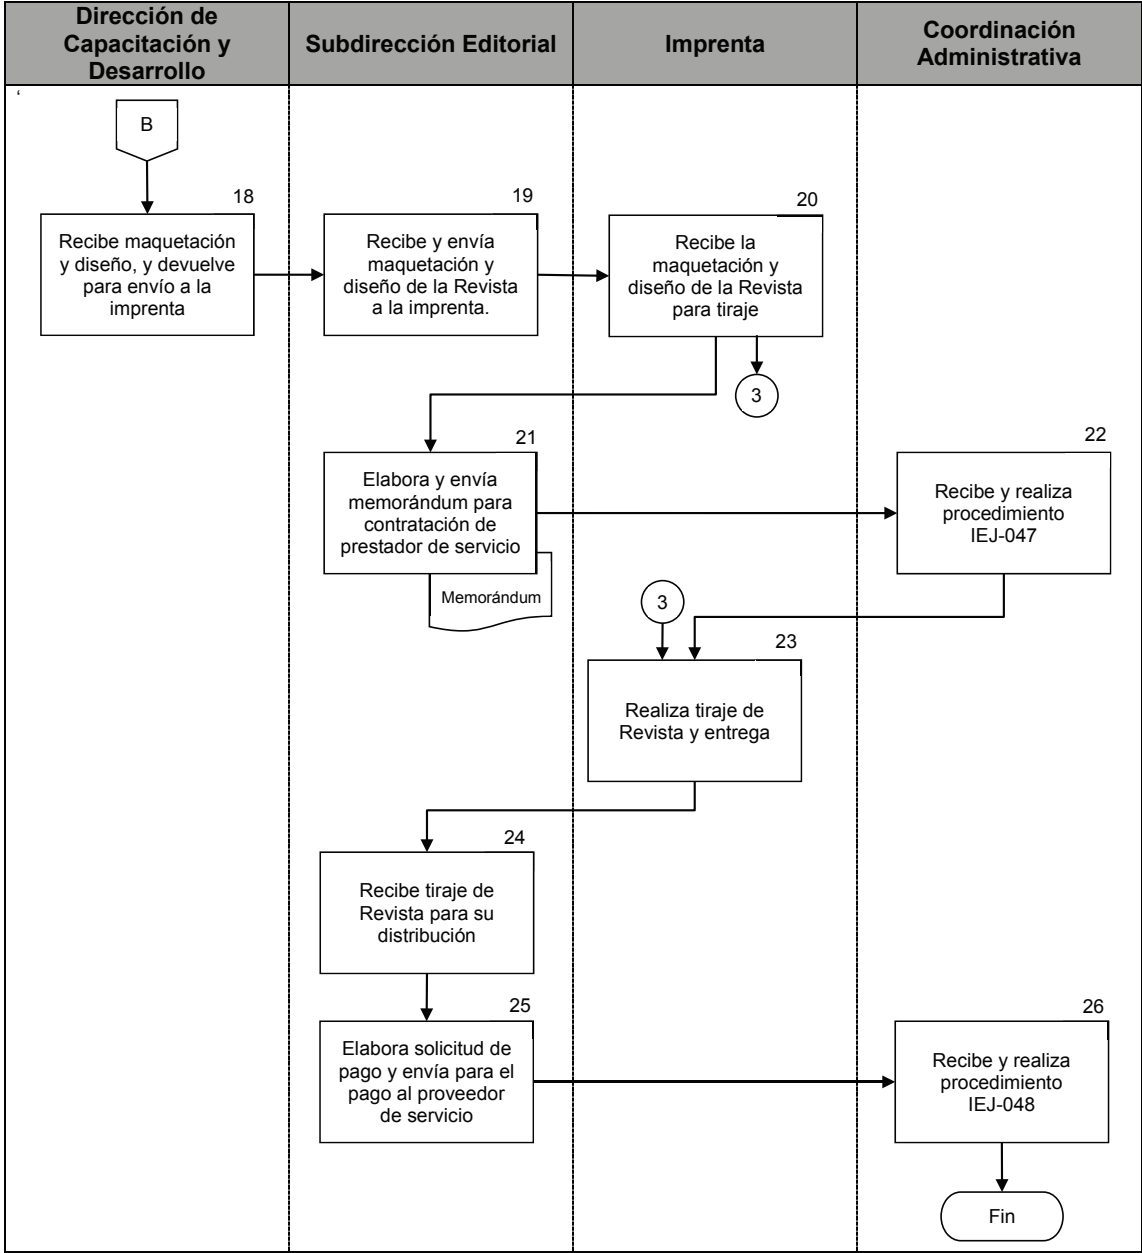 Dirección de
Capacitación y
Desarrollo
Subdirección Editorial
Imprenta
Coordinación
Administrativa
‘
B
18
Recibe maquetación
y diseño, y devuelve
para envío a la
imprenta
19
Recibe y envía
maquetación y
diseño de la Revista
a la imprenta.
20
Recibe la
maquetación y
diseño de la Revista
para tiraje
3
21
Elabora y envía
memorándum para
contratación de
prestador de servicio
Memorándum
22
Recibe y realiza
procedimiento
IEJ-047
3
23
Realiza tiraje de
Revista y entrega
24
Recibe tiraje de
Revista para su
distribución
25
Elabora solicitud de
pago y envía para el
pago al proveedor
de servicio
26
Recibe y realiza
procedimiento
IEJ-048
Fin